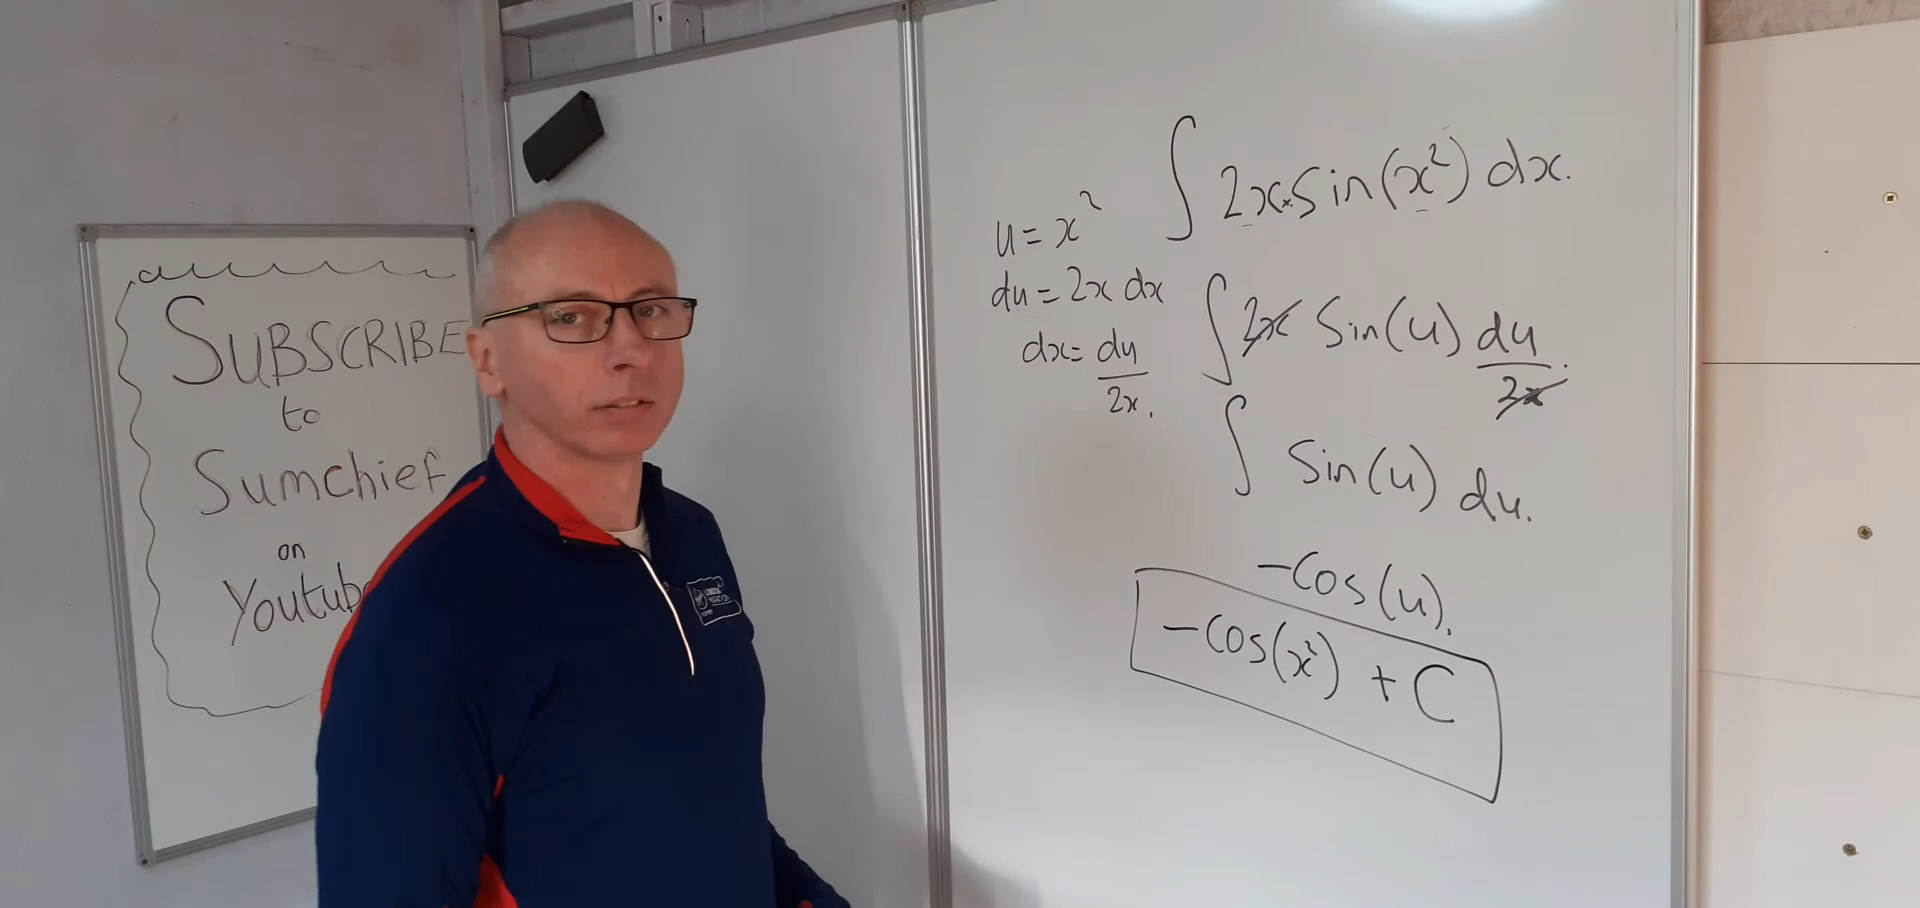 SUBSCRIBE
to
Sumchief
on
Youtube
∫ 2x·Sin(x²) dx.
u = x²
du = 2x dx
dx = du/2x.
∫ 2x Sin(u) du/2x.
∫ Sin(u) du.
-Cos(u).
-Cos(x²) + C